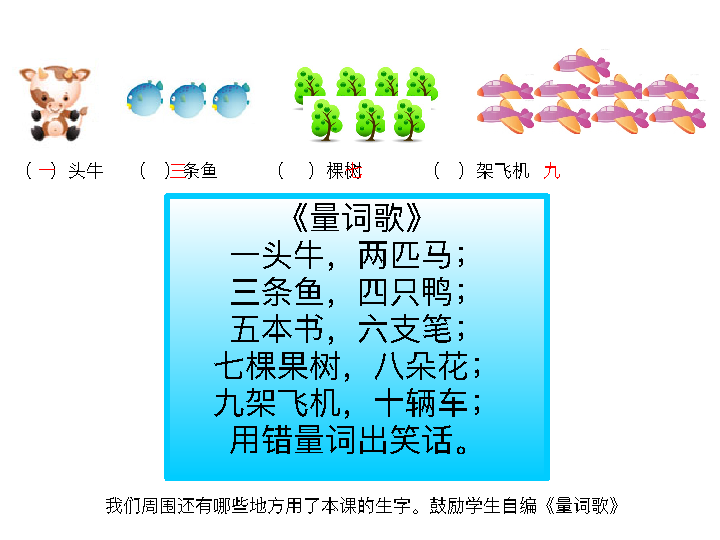 （ 一） 头牛 （ ）三条鱼 （ ）棵树 （ ）架飞机 九
《量词歌》
一头牛，两匹马；
三条鱼，四只鸭；
五本书，六支笔；
七棵果树，八朵花；
九架飞机，十辆车；
用错量词出笑话。
我们周围还有哪些地方用了本课的生字。鼓励学生自编《量词歌》